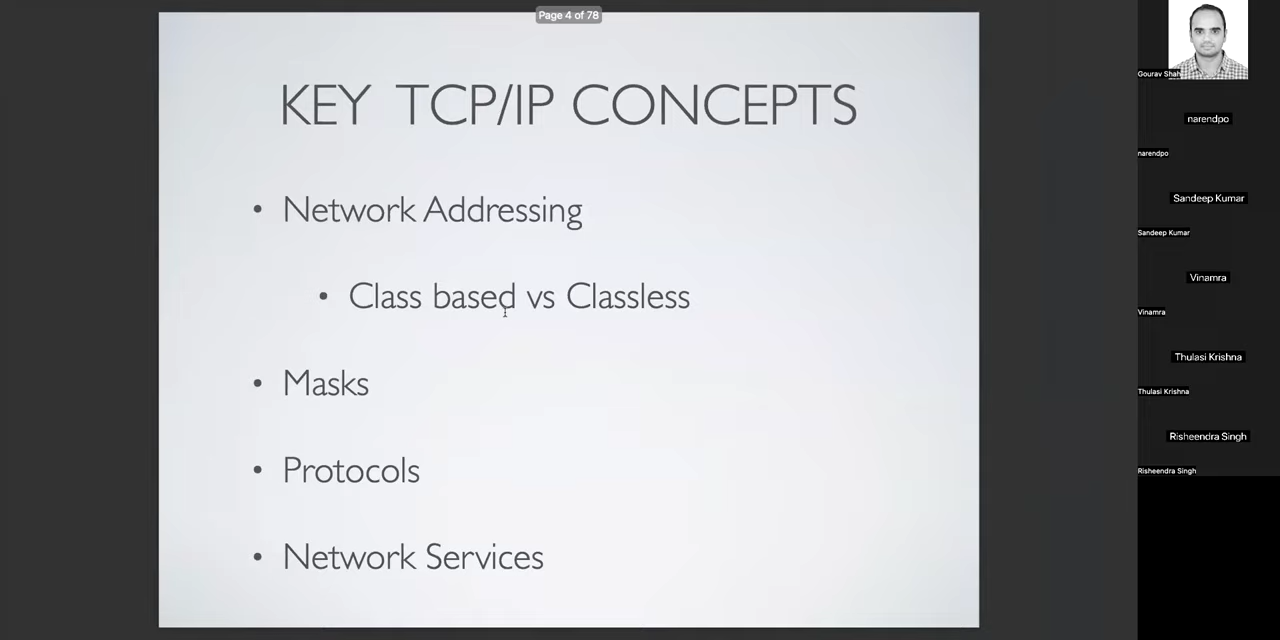 Page 4 of 78
KEY TCP/IP CONCEPTS
• Network Addressing
• Class based vs Classless
• Masks
• Protocols
• Network Services
Gourav Shah
narendpo
narendpo
Sandeep Kumar
Sandeep Kumar
Vinamra
Vinamra
Thulasi Krishna
Thulasi Krishna
Risheendra Singh
Risheendra Singh